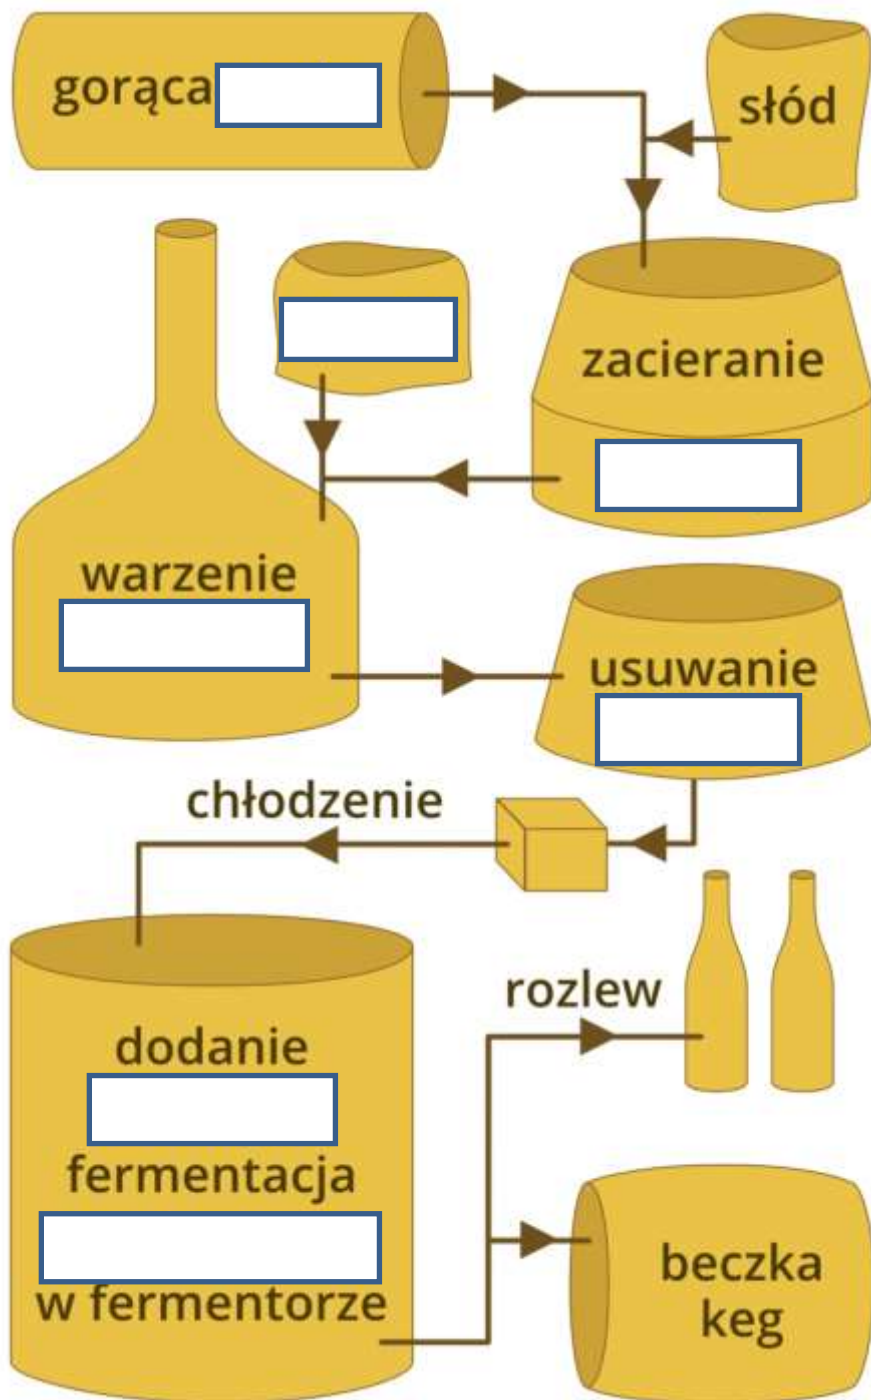 gorąca
słód
zacieranie
warzenie
usuwanie
chłodzenie
rozlew
dodanie
fermentacja
w fermentorze
beczka
keg